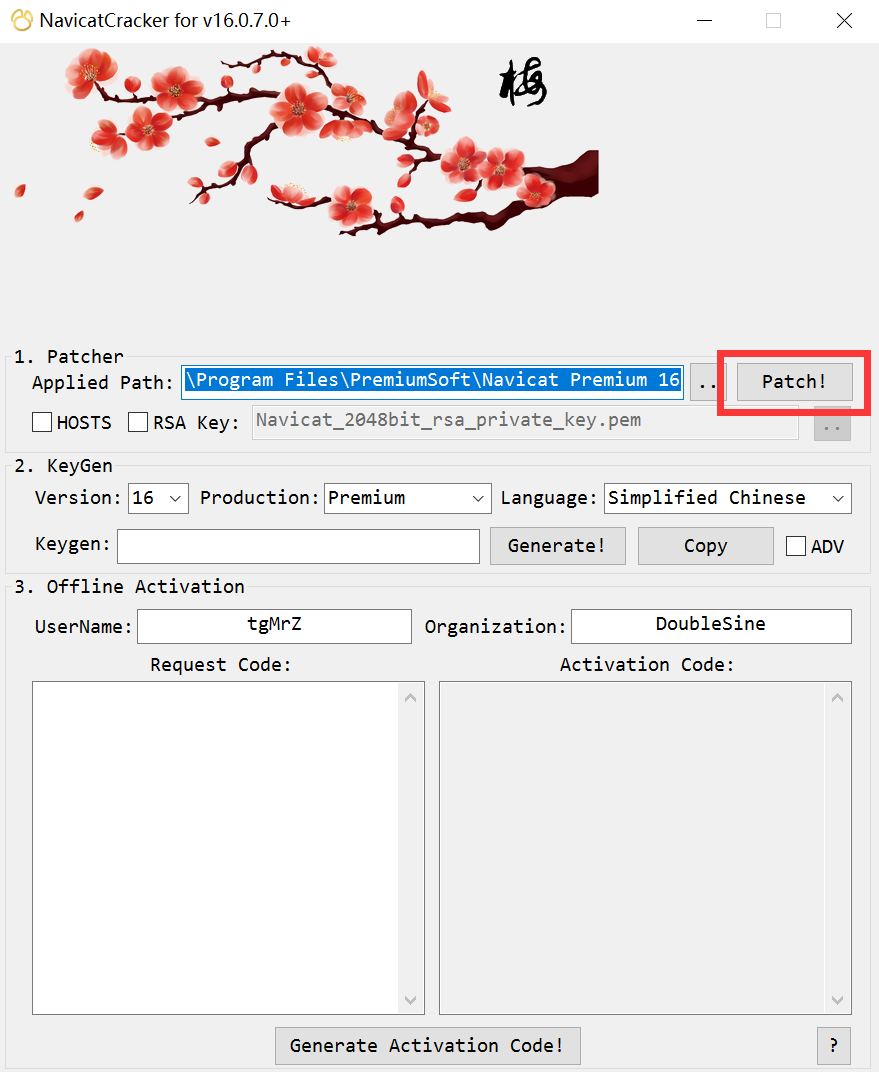 NavicatCracker for v16.0.7.0+
梅
1. Patcher
Applied Path: \Program Files\PremiumSoft\Navicat Premium 16 .. Patch!
HOSTS RSA Key: Navicat_2048bit_rsa_private_key.pem ..
2. KeyGen
Version: 16 Production: Premium Language: Simplified Chinese
Keygen: Generate! Copy ADV
3. Offline Activation
UserName: tgMrZ Organization: DoubleSine
Request Code: Activation Code:
Generate Activation Code! ?